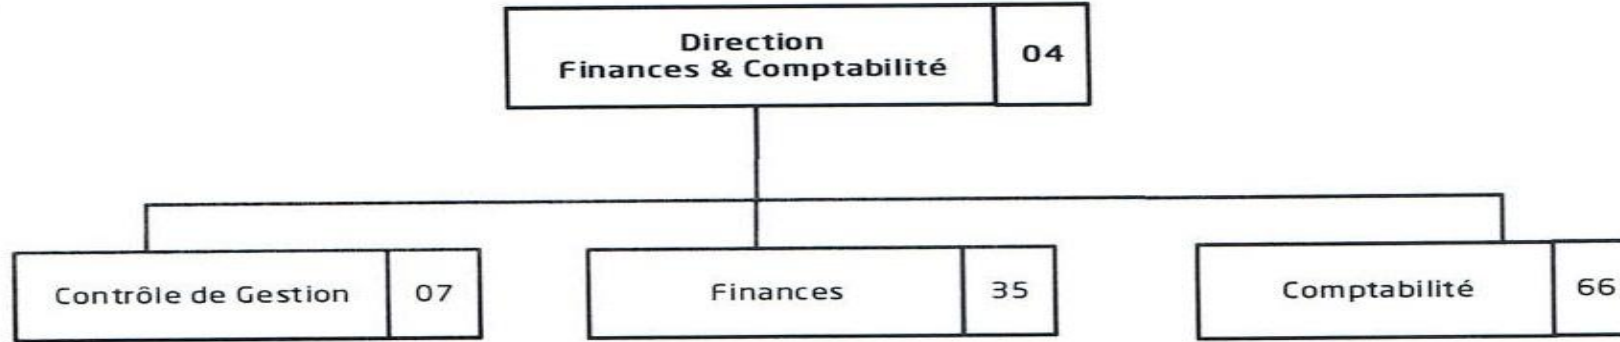 Direction
Finances & Comptabilité
04
Contrôle de Gestion
07
Finances
35
Comptabilité
66